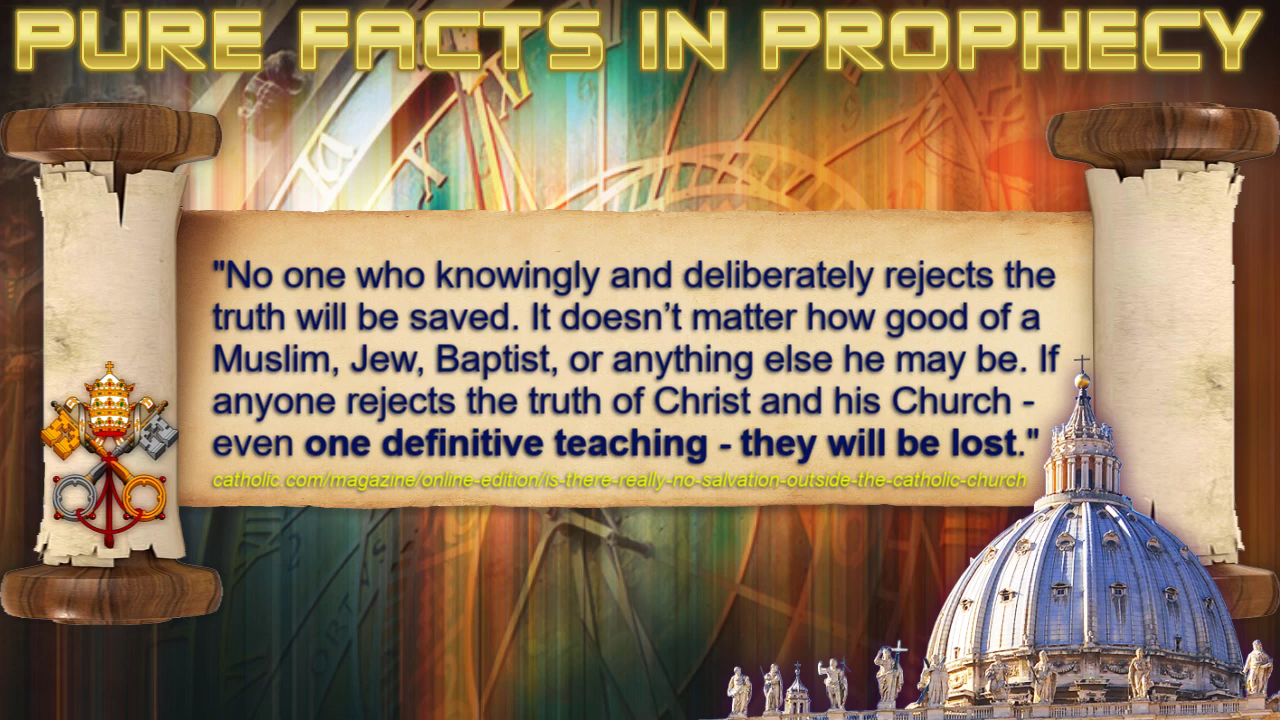 PURE FACTS IN PROPHECY
"No one who knowingly and deliberately rejects the
truth will be saved. It doesn’t matter how good of a
Muslim, Jew, Baptist, or anything else he may be. If
anyone rejects the truth of Christ and his Church -
even one definitive teaching - they will be lost."
catholic.com/magazine/online-edition/is-there-really-no-salvation-outside-the-catholic-church